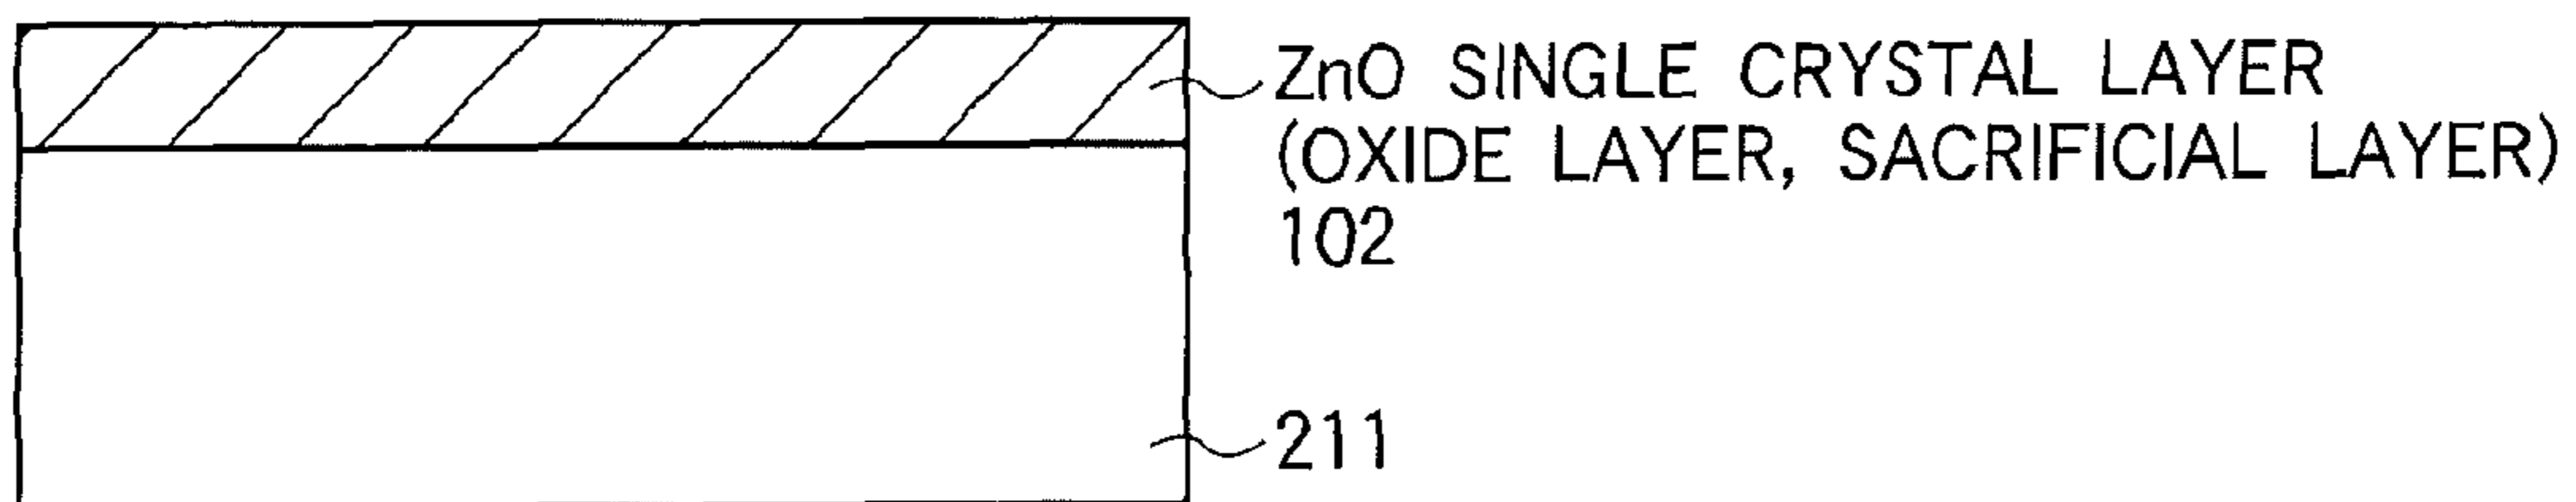 ZnO SINGLE CRYSTAL LAYER
(OXIDE LAYER, SACRIFICIAL LAYER)
102
211